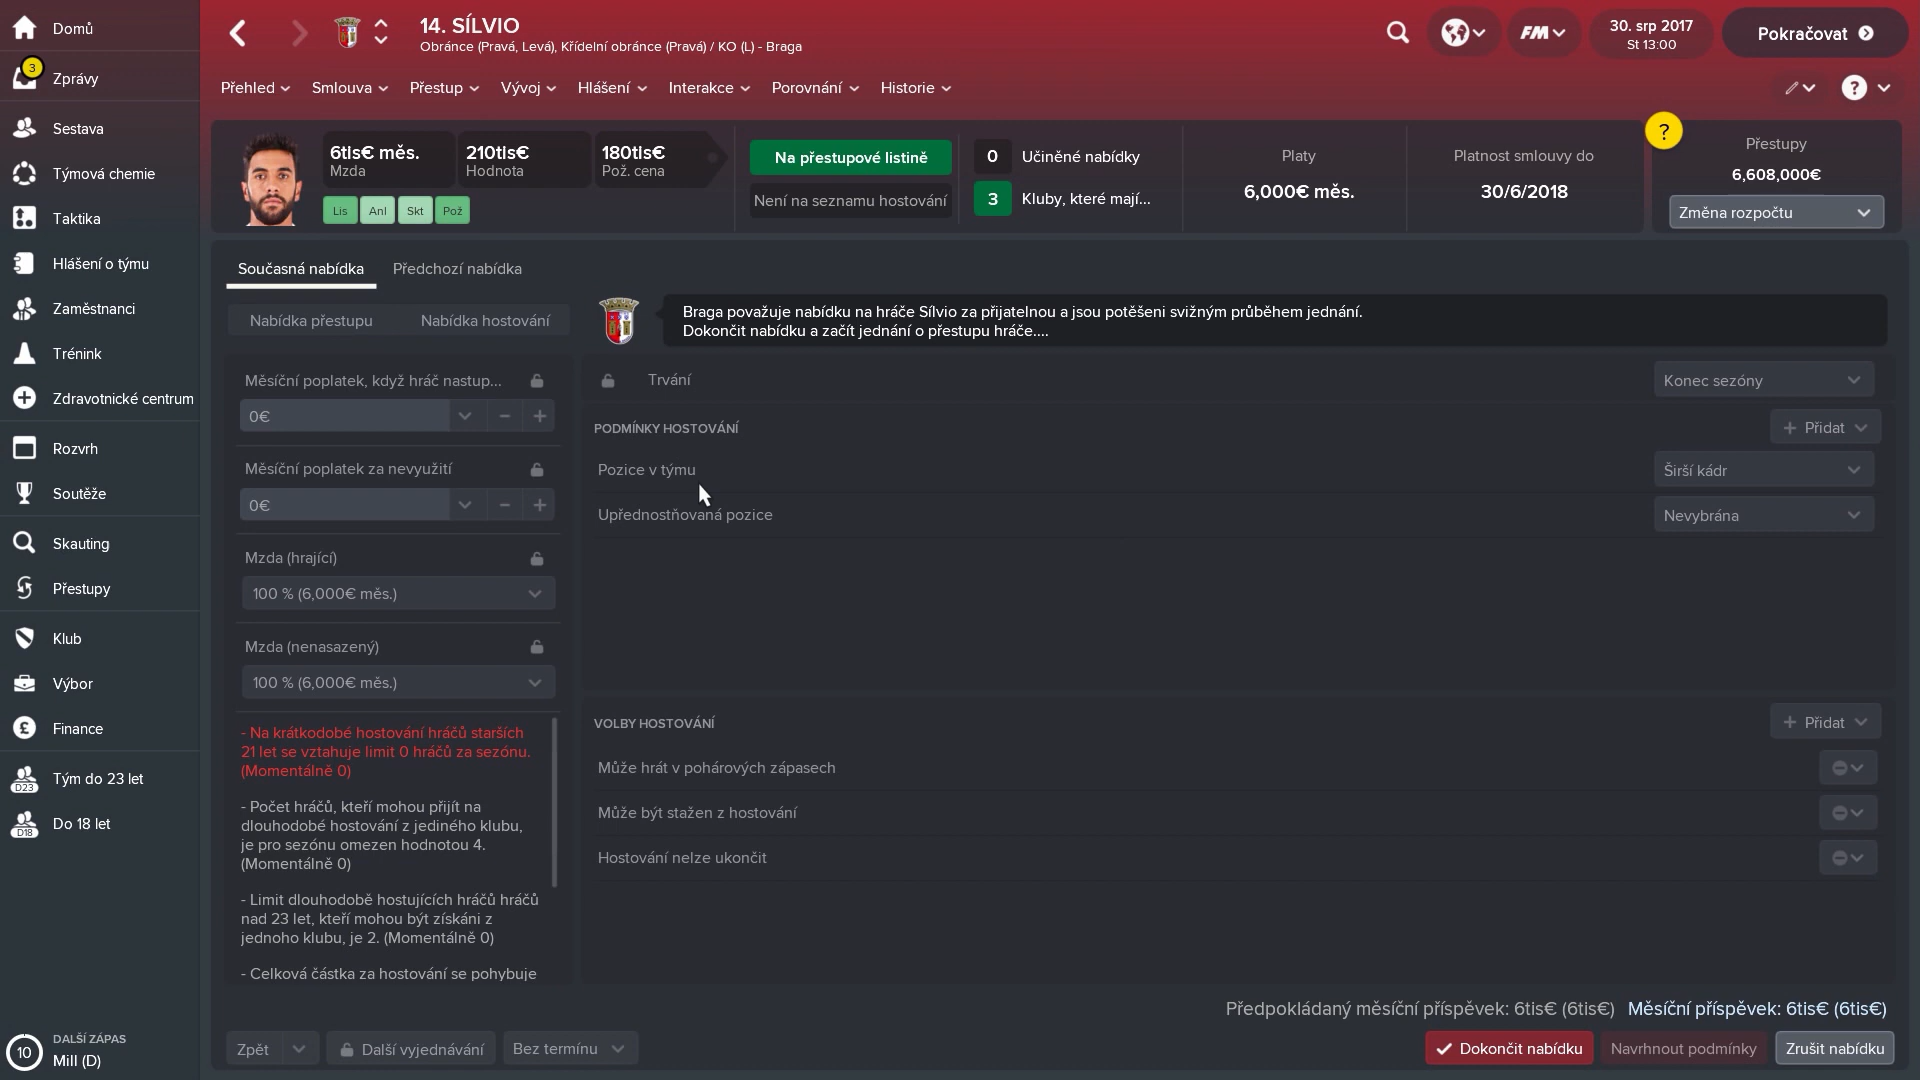 Domů
3
Zprávy
Sestava
Týmová chemie
Taktika
Hlášení o týmu
Zaměstnanci
Trénink
Zdravotnické centrum
Rozvrh
Soutěže
Skauting
Přestupy
Klub
Výbor
Finance
D23
Tým do 23 let
D18
Do 18 let
10
DALŠÍ ZÁPAS
Mill (D)
14. SÍLVIO
Obránce (Pravá, Levá), Křídelní obránce (Pravá) / KO (L) - Braga
FM
30. srp 2017
St 13:00
Pokračovat
Přehled
Smlouva
Přestup
Vývoj
Hlášení
Interakce
Porovnání
Historie
?
6tis€ měs.
Mzda
210tis€
Hodnota
180tis€
Pož. cena
Lis
Anl
Skt
Pož
Na přestupové listině
Není na seznamu hostování
0 Učiněné nabídky
3 Kluby, které mají...
Platy
6,000€ měs.
Platnost smlouvy do
30/6/2018
?
Přestupy
6,608,000€
Změna rozpočtu
Současná nabídka
Předchozí nabídka
Nabídka přestupu
Nabídka hostování
Braga považuje nabídku na hráče Sílvio za přijatelnou a jsou potěšeni svižným průběhem jednání.
Dokončit nabídku a začít jednání o přestupu hráče....
Měsíční poplatek, když hráč nastup...
0€
Měsíční poplatek za nevyužití
0€
Mzda (hrající)
100 % (6,000€ měs.)
Mzda (nenasazený)
100 % (6,000€ měs.)
- Na krátkodobé hostování hráčů starších
21 let se vztahuje limit 0 hráčů za sezónu.
(Momentálně 0)
- Počet hráčů, kteří mohou přijít na
dlouhodobé hostování z jediného klubu,
je pro sezónu omezen hodnotou 4.
(Momentálně 0)
- Limit dlouhodobě hostujících hráčů hráčů
nad 23 let, kteří mohou být získáni z
jednoho klubu, je 2. (Momentálně 0)
- Celková částka za hostování se pohybuje
Trvání
Konec sezóny
PODMÍNKY HOSTOVÁNÍ
Přidat
Pozice v týmu
Širší kádr
Upřednostňovaná pozice
Nevybrána
VOLBY HOSTOVÁNÍ
Přidat
Může hrát v pohárových zápasech
Může být stažen z hostování
Hostování nelze ukončit
Předpokládaný měsíční příspěvek: 6tis€ (6tis€)
Měsíční příspěvek: 6tis€ (6tis€)
Zpět
Další vyjednávání
Bez termínu
Dokončit nabídku
Navrhnout podmínky
Zrušit nabídku